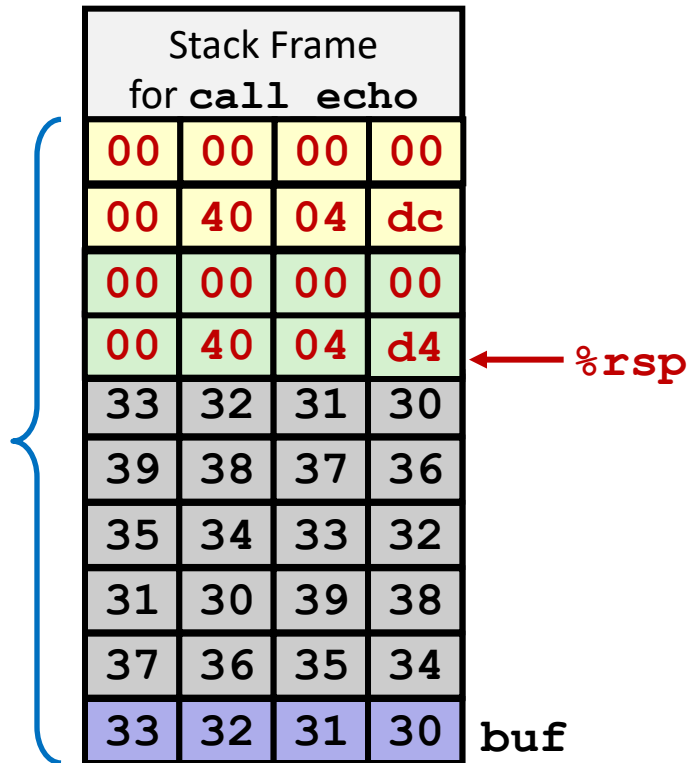 Stack Frame
for call echo
00 00 00 00
00 40 04 dc
00 00 00 00
00 40 04 d4
%rsp
33 32 31 30
39 38 37 36
35 34 33 32
31 30 39 38
37 36 35 34
33 32 31 30
buf